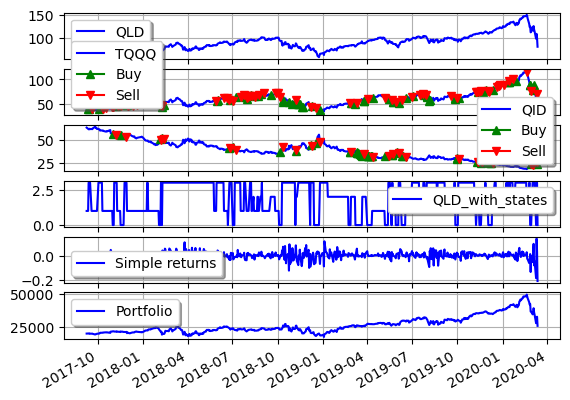 150
100
QLD
TQQQ
Buy
Sell
100
50
QID
Buy
Sell
50
25
2.5
0.0
QLD_with_states
0.0
−0.2
Simple returns
50000
25000
Portfolio
2017-10
2018-01
2018-04
2018-07
2018-10
2019-01
2019-04
2019-07
2019-10
2020-01
2020-04